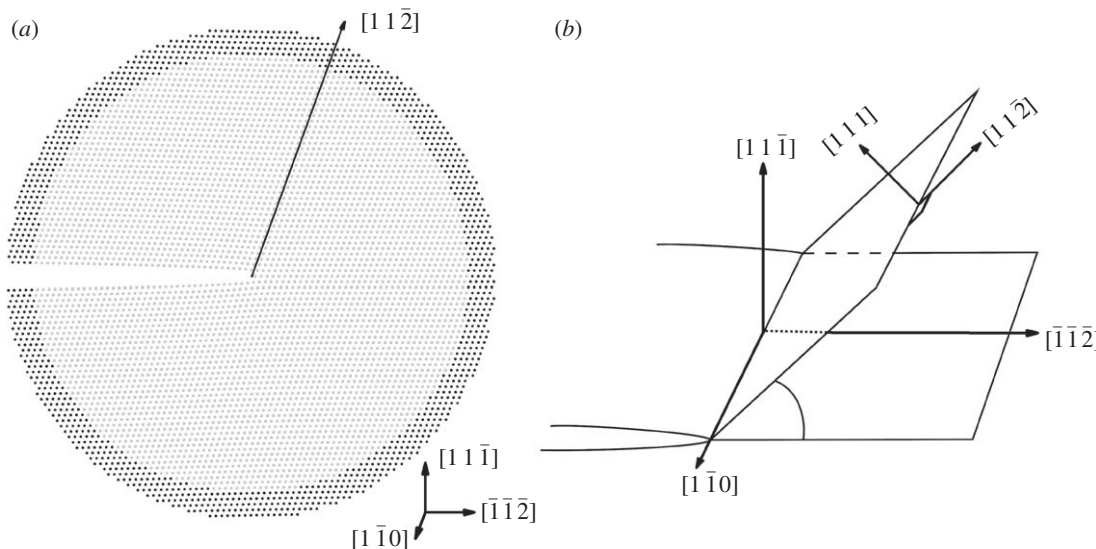 (a)
[1 1 2̄]
[1 1 1̄]
[1̄ 1̄ 2̄]
[1 1̄ 0]
(b)
[1 1 1̄]
[1 1 1]
[1 1 2̄]
[1̄ 1̄ 2̄]
[1 1̄ 0]